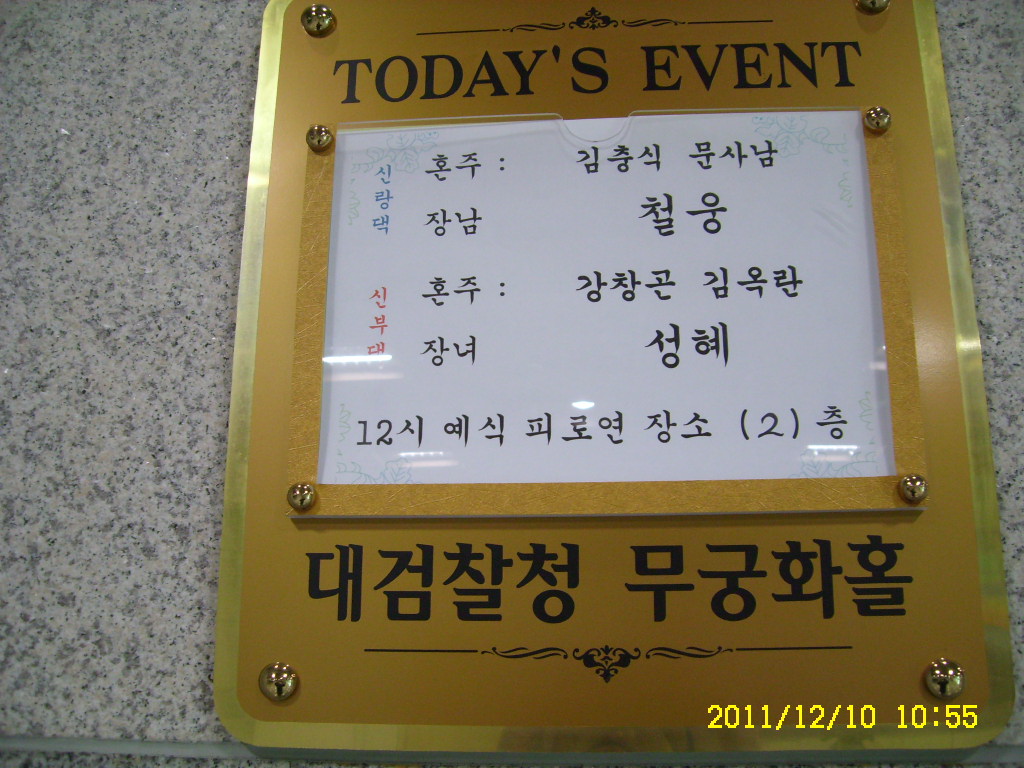 TODAY'S EVENT
신랑댁
혼주 : 김충식 문사남
장남 철웅
신부댁
혼주 : 강창곤 김옥란
장녀 성혜
12시 예식 피로연 장소 (2) 층
대검찰청 무궁화홀
2011/12/10 10:55